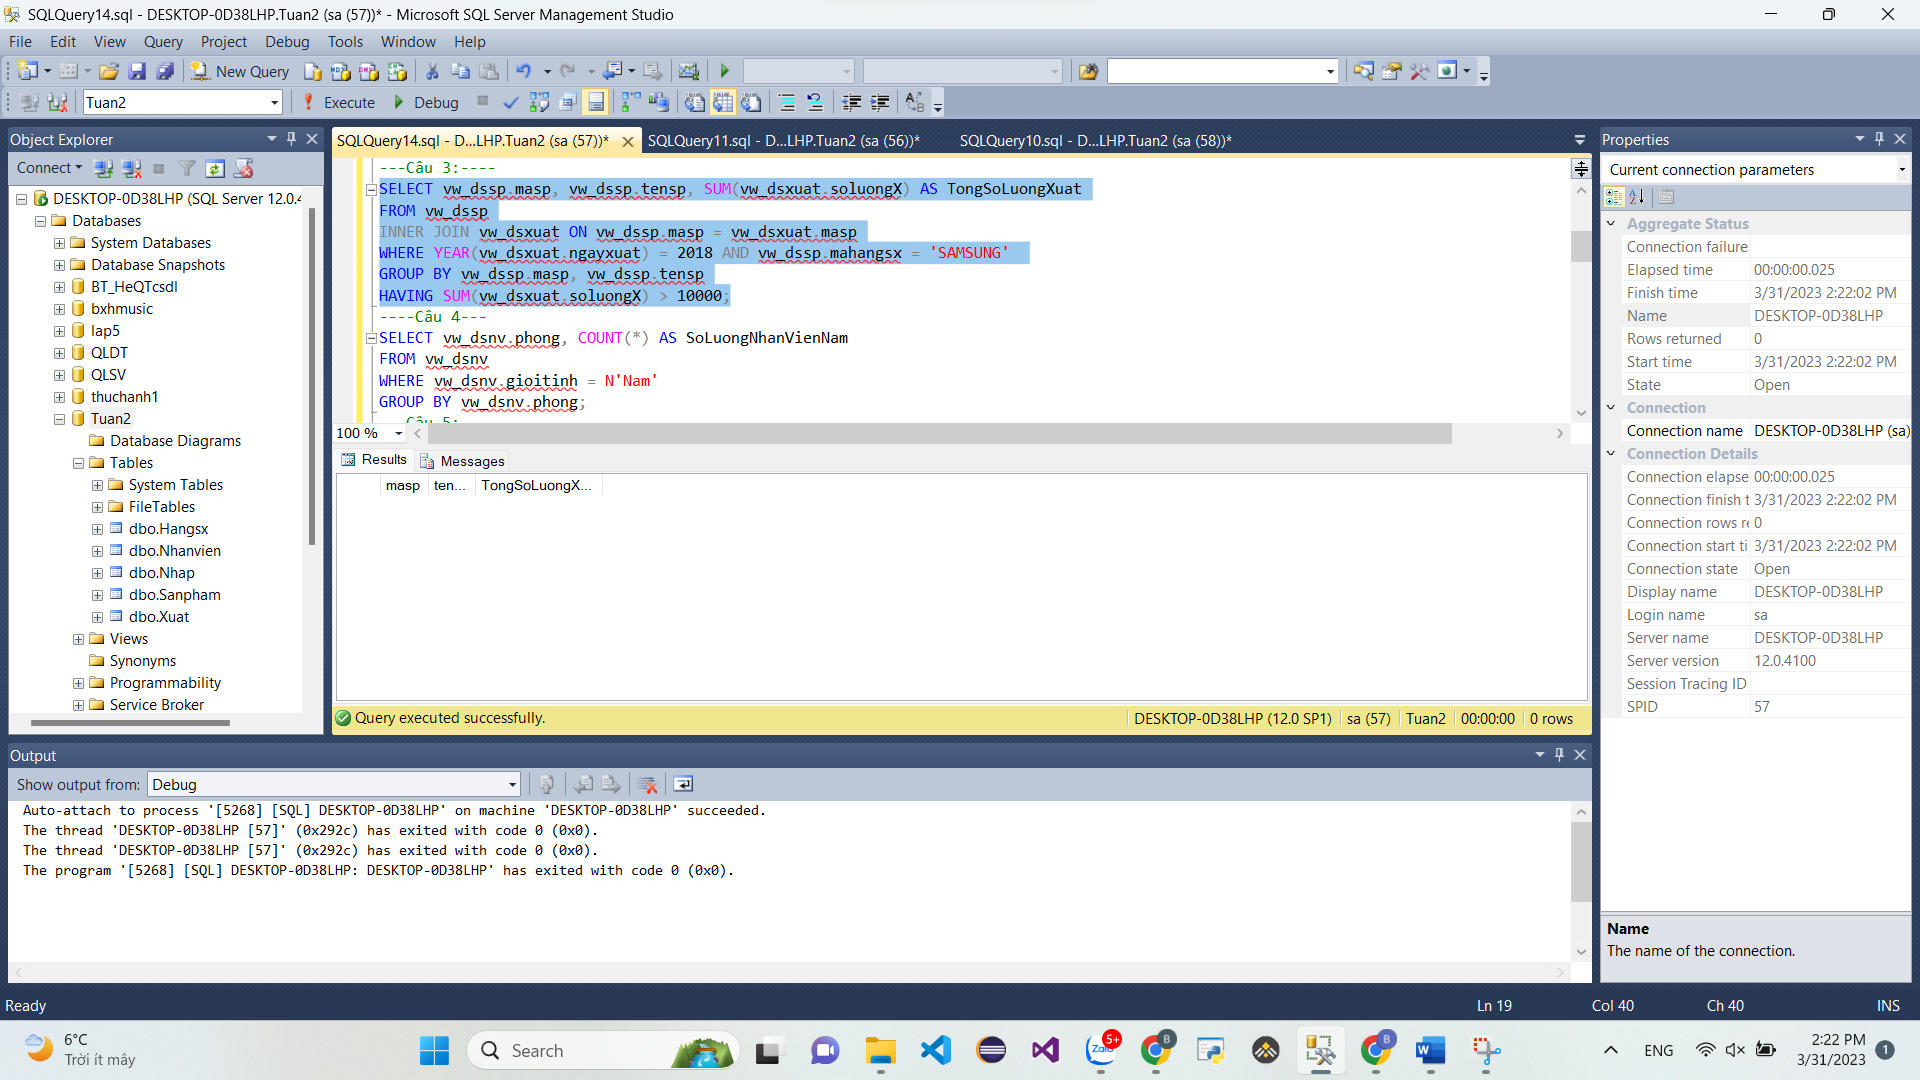 SQLQuery14.sql - DESKTOP-0D38LHP.Tuan2 (sa (57))* - Microsoft SQL Server Management Studio
File Edit View Query Project Debug Tools Window Help
New Query
Tuan2 Execute Debug
Object Explorer
Connect
DESKTOP-0D38LHP (SQL Server 12.0.4
Databases
System Databases
Database Snapshots
BT_HeQTcsdl
bxhmusic
lap5
QLDT
QLSV
thuchanh1
Tuan2
Database Diagrams
Tables
System Tables
FileTables
dbo.Hangsx
dbo.Nhanvien
dbo.Nhap
dbo.Sanpham
dbo.Xuat
Views
Synonyms
Programmability
Service Broker
SQLQuery14.sql - D...LHP.Tuan2 (sa (57))* SQLQuery11.sql - D...LHP.Tuan2 (sa (56))* SQLQuery10.sql - D...LHP.Tuan2 (sa (58))*
---Câu 3:----
SELECT vw_dssp.masp, vw_dssp.tensp, SUM(vw_dsxuat.soluongX) AS TongSoLuongXuat
FROM vw_dssp
INNER JOIN vw_dsxuat ON vw_dssp.masp = vw_dsxuat.masp
WHERE YEAR(vw_dsxuat.ngayxuat) = 2018 AND vw_dssp.mahangsx = 'SAMSUNG'
GROUP BY vw_dssp.masp, vw_dssp.tensp
HAVING SUM(vw_dsxuat.soluongX) > 10000;
----Câu 4---
SELECT vw_dsnv.phong, COUNT(*) AS SoLuongNhanVienNam
FROM vw_dsnv
WHERE vw_dsnv.gioitinh = N'Nam'
GROUP BY vw_dsnv.phong;
100 %
Results Messages
masp ten... TongSoLuongX...
Query executed successfully. DESKTOP-0D38LHP (12.0 SP1) sa (57) Tuan2 00:00:00 0 rows
Properties
Current connection parameters
Aggregate Status
Connection failure
Elapsed time 00:00:00.025
Finish time 3/31/2023 2:22:02 PM
Name DESKTOP-0D38LHP
Rows returned 0
Start time 3/31/2023 2:22:02 PM
State Open
Connection
Connection name DESKTOP-0D38LHP (sa)
Connection Details
Connection elapse 00:00:00.025
Connection finish t 3/31/2023 2:22:02 PM
Connection rows re 0
Connection start ti 3/31/2023 2:22:02 PM
Connection state Open
Display name DESKTOP-0D38LHP
Login name sa
Server name DESKTOP-0D38LHP
Server version 12.0.4100
Session Tracing ID
SPID 57
Name
The name of the connection.
Output
Show output from: Debug
Auto-attach to process '[5268] [SQL] DESKTOP-0D38LHP' on machine 'DESKTOP-0D38LHP' succeeded.
The thread 'DESKTOP-0D38LHP [57]' (0x292c) has exited with code 0 (0x0).
The thread 'DESKTOP-0D38LHP [57]' (0x292c) has exited with code 0 (0x0).
The program '[5268] [SQL] DESKTOP-0D38LHP: DESKTOP-0D38LHP' has exited with code 0 (0x0).
Ready Ln 19 Col 40 Ch 40 INS
6°C
Trời ít mây
Search
Zalo 5+
ENG
2:22 PM
3/31/2023
1